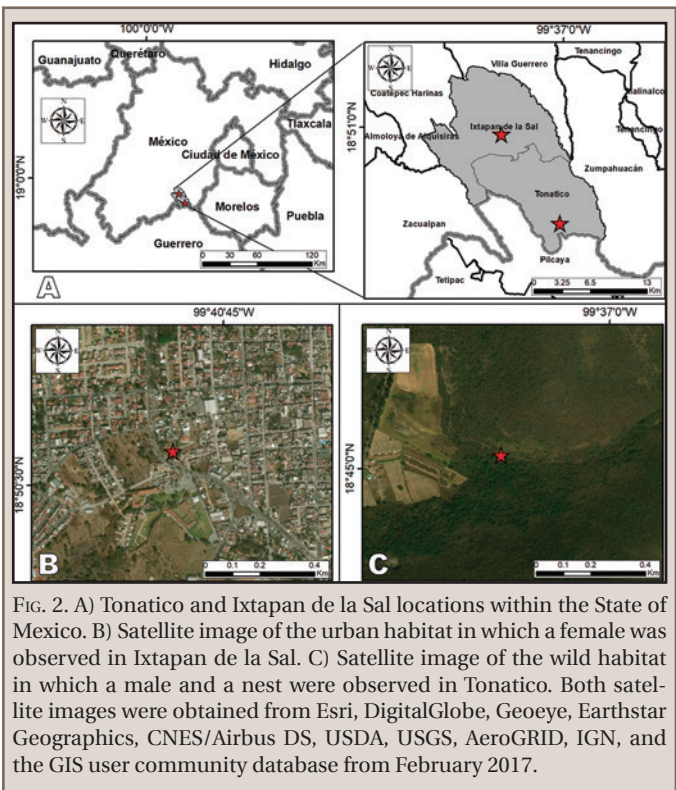 100°0'0"W
99°37'0"W
Guanajuato
Querétaro
Hidalgo
Tlaxcala
México
Ciudad de México
Morelos
Puebla
Guerrero
19°0'0"N
0 30 60 120
Km
A
Tenancingo
Villa Guerrero
Coatepec Harinas
Malinalco
Ixtapan de la Sal
Tenancingo
Almoloya de Alquisiras
18°51'0"N
Zumpahuacán
Tonatico
Zacualpan
Pilcaya
Tetipac
0 3.25 6.5 13
Km
99°40'45"W
99°37'0"W
N
W E
S
18°50'30"N
18°45'0"N
B
0 0.1 0.2 0.4
Km
C
0 0.1 0.2 0.4
Km
FIG. 2. A) Tonatico and Ixtapan de la Sal locations within the State of
Mexico. B) Satellite image of the urban habitat in which a female was
observed in Ixtapan de la Sal. C) Satellite image of the wild habitat
in which a male and a nest were observed in Tonatico. Both satel-
lite images were obtained from Esri, DigitalGlobe, Geoeye, Earthstar
Geographics, CNES/Airbus DS, USDA, USGS, AeroGRID, IGN, and
the GIS user community database from February 2017.